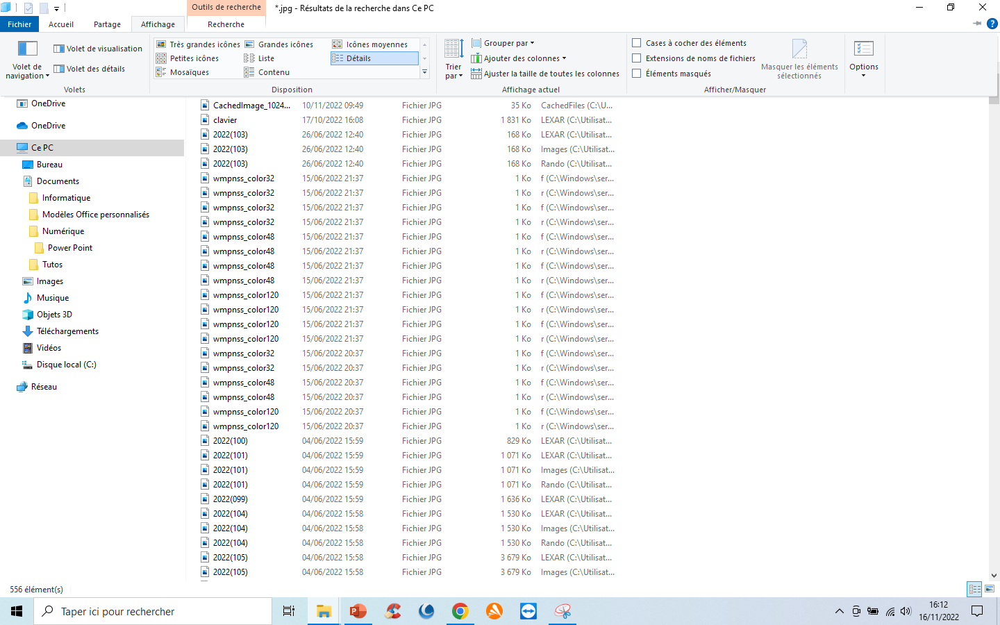 Outils de recherche
*.jpg - Résultats de la recherche dans Ce PC
Fichier Accueil Partage Affichage Recherche
Volet de navigation
Volet de visualisation
Volet des détails
Volets
Très grandes icônes Grandes icônes Icônes moyennes
Petites icônes Liste Détails
Mosaïques Contenu
Disposition
Trier par
Grouper par
Ajouter des colonnes
Ajuster la taille de toutes les colonnes
Affichage actuel
Cases à cocher des éléments
Extensions de noms de fichiers
Éléments masqués
Masquer les éléments sélectionnés
Afficher/Masquer
Options
OneDrive
OneDrive
Ce PC
Bureau
Documents
Informatique
Modèles Office personnalisés
Numérique
Power Point
Tutos
Images
Musique
Objets 3D
Téléchargements
Vidéos
Disque local (C:)
Réseau
CachedImage_1024... 10/11/2022 09:49 Fichier JPG 35 Ko CachedFiles (C:\U...
clavier 17/10/2022 16:08 Fichier JPG 1 831 Ko LEXAR (C:\Utilisat...
2022(103) 26/06/2022 12:40 Fichier JPG 168 Ko LEXAR (C:\Utilisat...
2022(103) 26/06/2022 12:40 Fichier JPG 168 Ko Images (C:\Utilisat...
2022(103) 26/06/2022 12:40 Fichier JPG 168 Ko Rando (C:\Utilisat...
wmpnss_color32 15/06/2022 21:37 Fichier JPG 1 Ko f (C:\Windows\ser...
wmpnss_color32 15/06/2022 21:37 Fichier JPG 1 Ko r (C:\Windows\ser...
wmpnss_color32 15/06/2022 21:37 Fichier JPG 1 Ko f (C:\Windows\ser...
wmpnss_color32 15/06/2022 21:37 Fichier JPG 1 Ko r (C:\Windows\ser...
wmpnss_color48 15/06/2022 21:37 Fichier JPG 1 Ko f (C:\Windows\ser...
wmpnss_color48 15/06/2022 21:37 Fichier JPG 1 Ko r (C:\Windows\ser...
wmpnss_color48 15/06/2022 21:37 Fichier JPG 1 Ko f (C:\Windows\ser...
wmpnss_color48 15/06/2022 21:37 Fichier JPG 1 Ko r (C:\Windows\ser...
wmpnss_color120 15/06/2022 21:37 Fichier JPG 1 Ko f (C:\Windows\ser...
wmpnss_color120 15/06/2022 21:37 Fichier JPG 1 Ko r (C:\Windows\ser...
wmpnss_color120 15/06/2022 21:37 Fichier JPG 1 Ko f (C:\Windows\ser...
wmpnss_color120 15/06/2022 21:37 Fichier JPG 1 Ko r (C:\Windows\ser...
wmpnss_color32 15/06/2022 20:37 Fichier JPG 1 Ko f (C:\Windows\ser...
wmpnss_color32 15/06/2022 20:37 Fichier JPG 1 Ko r (C:\Windows\ser...
wmpnss_color48 15/06/2022 20:37 Fichier JPG 1 Ko f (C:\Windows\ser...
wmpnss_color48 15/06/2022 20:37 Fichier JPG 1 Ko r (C:\Windows\ser...
wmpnss_color120 15/06/2022 20:37 Fichier JPG 1 Ko f (C:\Windows\ser...
wmpnss_color120 15/06/2022 20:37 Fichier JPG 1 Ko r (C:\Windows\ser...
2022(100) 04/06/2022 15:59 Fichier JPG 829 Ko LEXAR (C:\Utilisat...
2022(101) 04/06/2022 15:59 Fichier JPG 1 071 Ko LEXAR (C:\Utilisat...
2022(101) 04/06/2022 15:59 Fichier JPG 1 071 Ko Images (C:\Utilisat...
2022(101) 04/06/2022 15:59 Fichier JPG 1 071 Ko Rando (C:\Utilisat...
2022(099) 04/06/2022 15:59 Fichier JPG 1 636 Ko LEXAR (C:\Utilisat...
2022(104) 04/06/2022 15:58 Fichier JPG 1 530 Ko LEXAR (C:\Utilisat...
2022(104) 04/06/2022 15:58 Fichier JPG 1 530 Ko Images (C:\Utilisat...
2022(104) 04/06/2022 15:58 Fichier JPG 1 530 Ko Rando (C:\Utilisat...
2022(105) 04/06/2022 15:58 Fichier JPG 3 679 Ko LEXAR (C:\Utilisat...
2022(105) 04/06/2022 15:58 Fichier JPG 3 679 Ko Images (C:\Utilisat...
556 élément(s)
Taper ici pour rechercher
16:12
16/11/2022